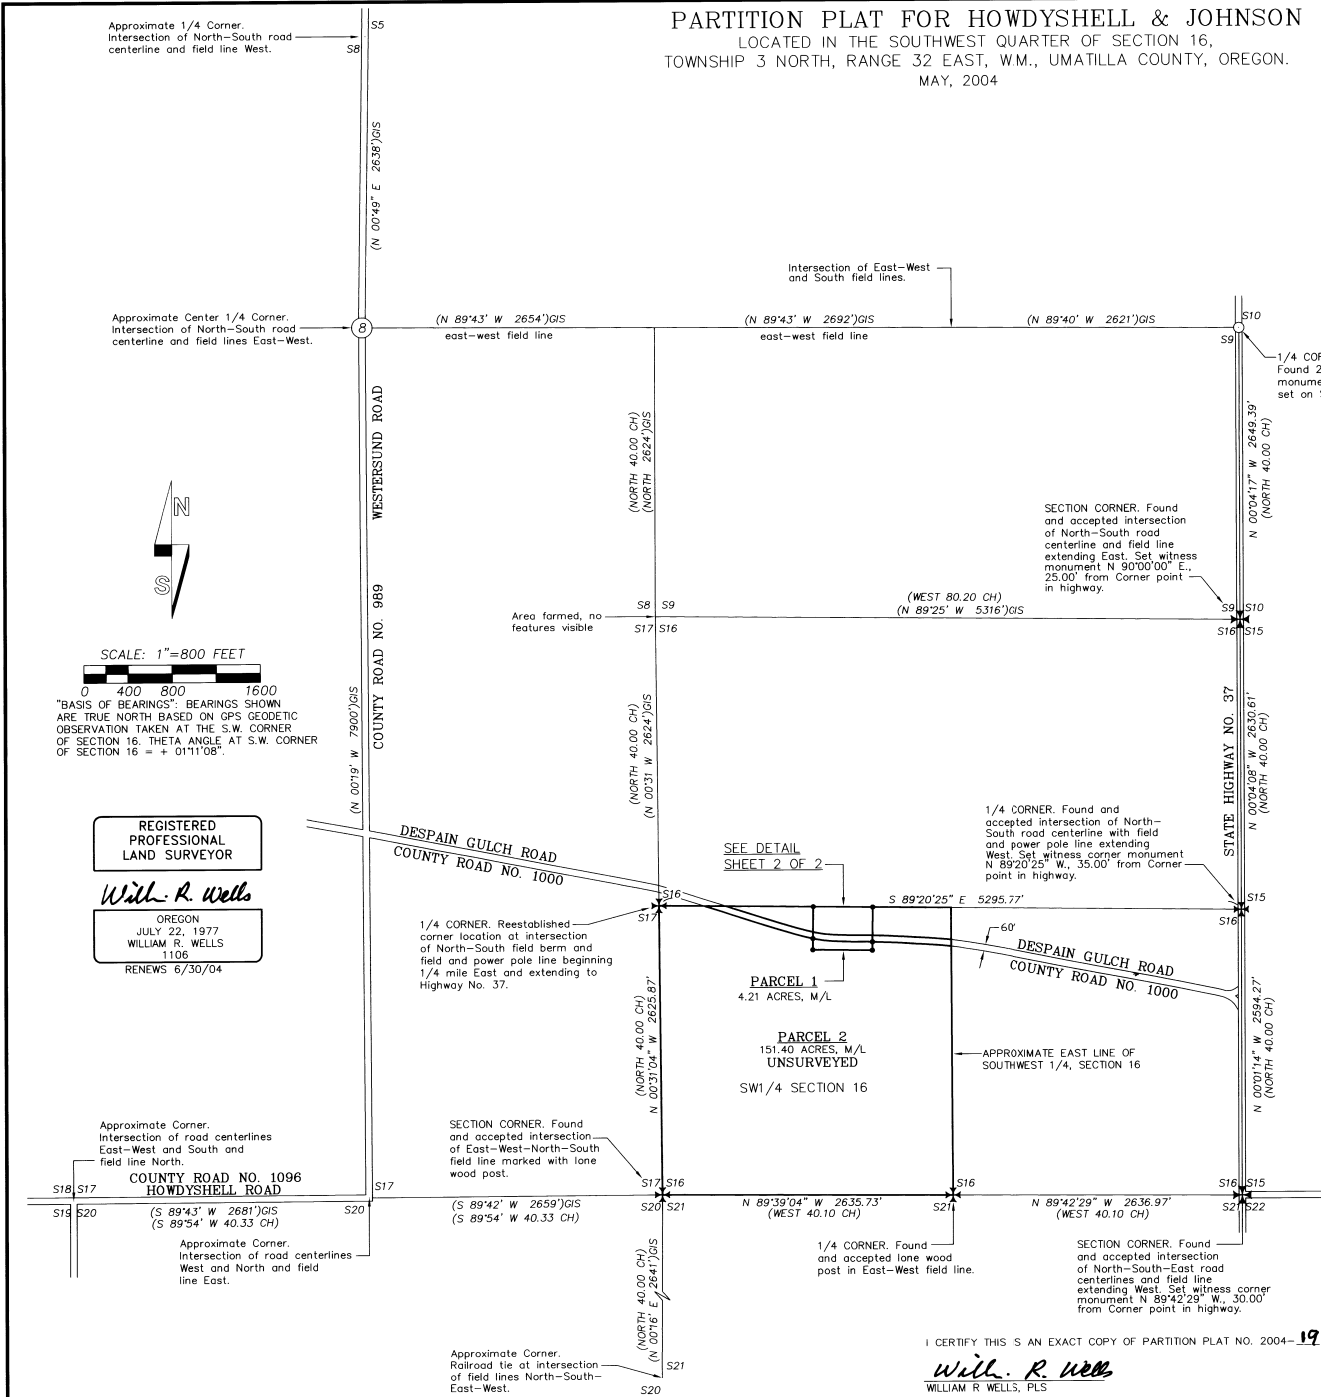 PARTITION PLAT FOR HOWDYSHELL & JOHNSON
LOCATED IN THE SOUTHWEST QUARTER OF SECTION 16,
TOWNSHIP 3 NORTH, RANGE 32 EAST, W.M., UMATILLA COUNTY, OREGON.
MAY, 2004
Approximate 1/4 Corner.
Intersection of North-South road
centerline and field line West.
S5
S8
(N 00°49" E 2638')GIS
Intersection of East-West
and South field lines.
Approximate Center 1/4 Corner.
Intersection of North-South road
centerline and field lines East-West.
8
(N 89°43' W 2654')GIS
east-west field line
(N 89°43' W 2692')GIS
east-west field line
(N 89°40' W 2621')GIS
S10
S9
1/4 COR
Found 2
monume
set on
WESTERSUND ROAD
COUNTY ROAD NO. 989
(N 00°19' W 7900')GIS
(NORTH 40.00 CH)
(NORTH 2624')GIS
N 00°04'17" W 2649.39'
(NORTH 40.00 CH)
N
S
SECTION CORNER. Found
and accepted intersection
of North-South road
centerline and field line
extending East. Set witness
monument N 90°00'00" E.,
25.00' from Corner point
in highway.
Area farmed, no
features visible
S8 S9
S17 S16
(WEST 80.20 CH)
(N 89°25' W 5316')GIS
S9 S10
S16 S15
SCALE: 1"=800 FEET
0 400 800 1600
"BASIS OF BEARINGS": BEARINGS SHOWN
ARE TRUE NORTH BASED ON GPS GEODETIC
OBSERVATION TAKEN AT THE S.W. CORNER
OF SECTION 16. THETA ANGLE AT S.W. CORNER
OF SECTION 16 = + 01°11'08".
(NORTH 40.00 CH)
(N 00°31 W 2624')GIS
STATE HIGHWAY NO. 37
N 00°04'08" W 2630.61'
(NORTH 40.00 CH)
REGISTERED
PROFESSIONAL
LAND SURVEYOR
Will. R. Wells
OREGON
JULY 22, 1977
WILLIAM R. WELLS
1106
RENEWS 6/30/04
DESPAIN GULCH ROAD
COUNTY ROAD NO. 1000
SEE DETAIL
SHEET 2 OF 2
1/4 CORNER. Found and
accepted intersection of North-
South road centerline with field
and power pole line extending
West. Set witness corner monument
N 89°20'25" W., 35.00' from Corner
point in highway.
S16
S17
S 89°20'25" E 5295.77'
S15
S16
1/4 CORNER. Reestablished
corner location at intersection
of North-South field berm and
field and power pole line beginning
1/4 mile East and extending to
Highway No. 37.
60'
DESPAIN GULCH ROAD
COUNTY ROAD NO. 1000
PARCEL 1
4.21 ACRES, M/L
PARCEL 2
151.40 ACRES, M/L
UNSURVEYED
SW1/4 SECTION 16
APPROXIMATE EAST LINE OF
SOUTHWEST 1/4, SECTION 16
(NORTH 40.00 CH)
N 00°31'04" W 2625.87'
N 00°01'14" W 2594.27'
(NORTH 40.00 CH)
Approximate Corner.
Intersection of road centerlines
East-West and South and
field line North.
SECTION CORNER. Found
and accepted intersection
of East-West-North-South
field line marked with lone
wood post.
COUNTY ROAD NO. 1096
HOWDYSHELL ROAD
S18 S17
S19 S20
S17
S20
(S 89°43' W 2681')GIS
(S 89°54' W 40.33 CH)
(S 89°42' W 2659')GIS
(S 89°54' W 40.33 CH)
S17 S16
S20 S21
N 89°39'04" W 2635.73'
(WEST 40.10 CH)
S16
S21
N 89°42'29" W 2636.97'
(WEST 40.10 CH)
S16 S15
S21 S22
Approximate Corner.
Intersection of road centerlines
West and North and field
line East.
1/4 CORNER. Found
and accepted lone wood
post in East-West field line.
SECTION CORNER. Found
and accepted intersection
of North-South-East road
centerlines and field line
extending West. Set witness corner
monument N 89°42'29" W., 30.00'
from Corner point in highway.
(NORTH 40.00 CH)
(N 00°16' E 2641')GIS
Approximate Corner.
Railroad tie at intersection
of field lines North-South-
East-West.
S21
S20
I CERTIFY THIS S AN EXACT COPY OF PARTITION PLAT NO. 2004-19
Will. R. Wells
WILLIAM R WELLS, PLS